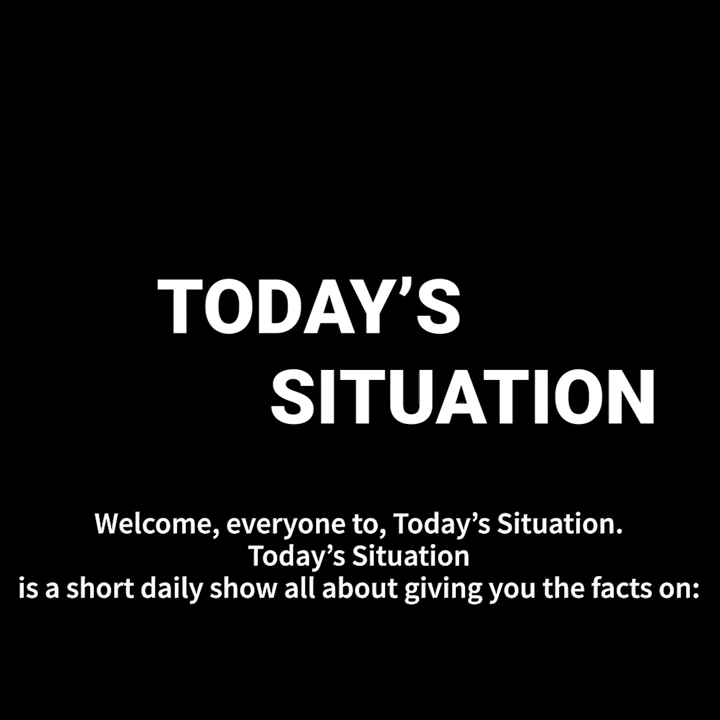 TODAY’S
SITUATION
Welcome, everyone to, Today’s Situation.
Today’s Situation
is a short daily show all about giving you the facts on: